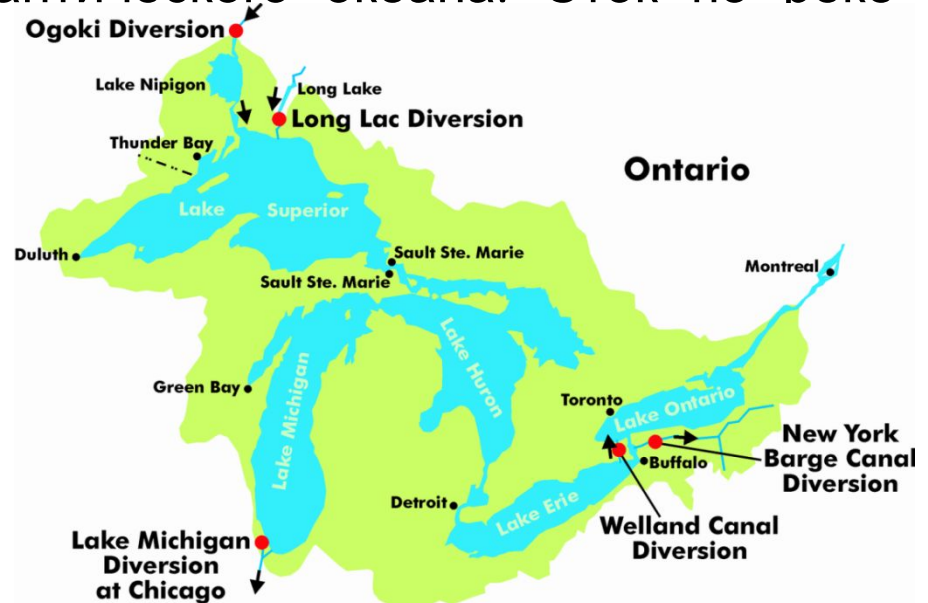 Ogoki Diversion
Lake Nipigon
Long Lake
Long Lac Diversion
Thunder Bay
Ontario
Lake Superior
Duluth
Sault Ste. Marie
Sault Ste. Marie
Montreal
Lake Huron
Lake Michigan
Green Bay
Toronto
Lake Ontario
New York
Barge Canal
Diversion
Buffalo
Detroit
Lake Erie
Welland Canal
Diversion
Lake Michigan
Diversion
at Chicago